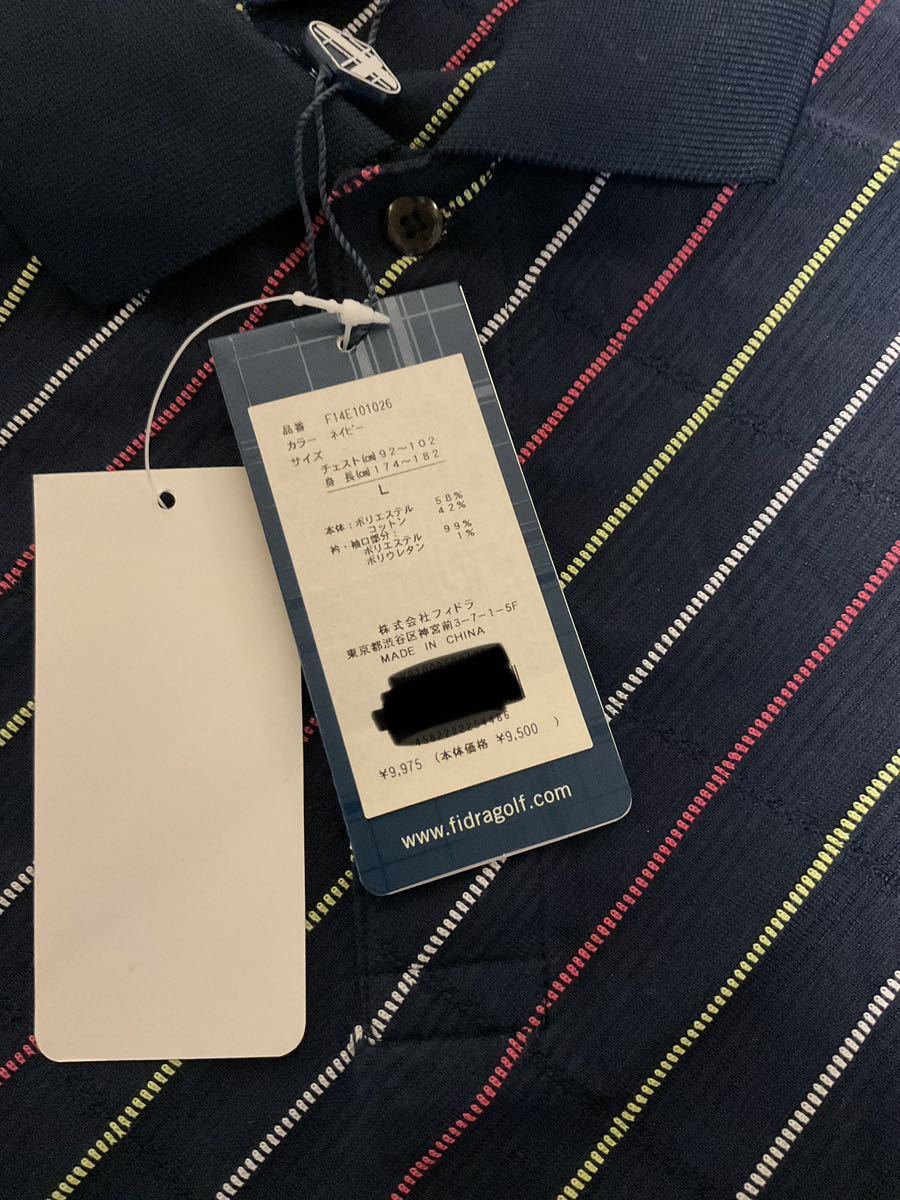 品番 F14E101026
カラー ネイビー
サイズ
チェスト(㎝)92～102
身 長(㎝)174～182
L
本体：ポリエステル 58%
コットン 42%
衿・袖口部分：
ポリエステル 99%
ポリウレタン 1%
株式会社フィドラ
東京都渋谷区神宮前3-7-1-5F
MADE IN CHINA
¥9,975 (本体価格 ¥9,500 )
www.fidragolf.com